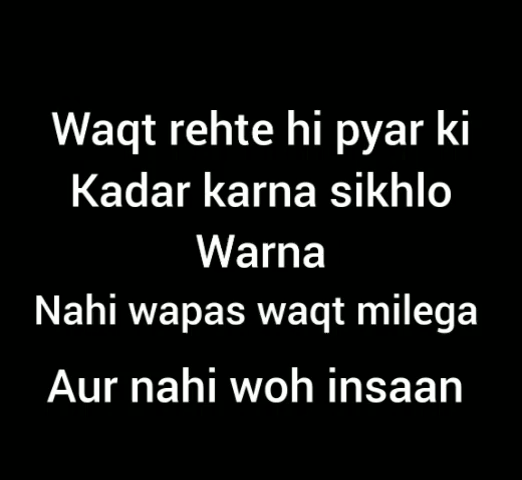 Waqt rehte hi pyar ki
Kadar karna sikhlo
Warna
Nahi wapas waqt milega
Aur nahi woh insaan